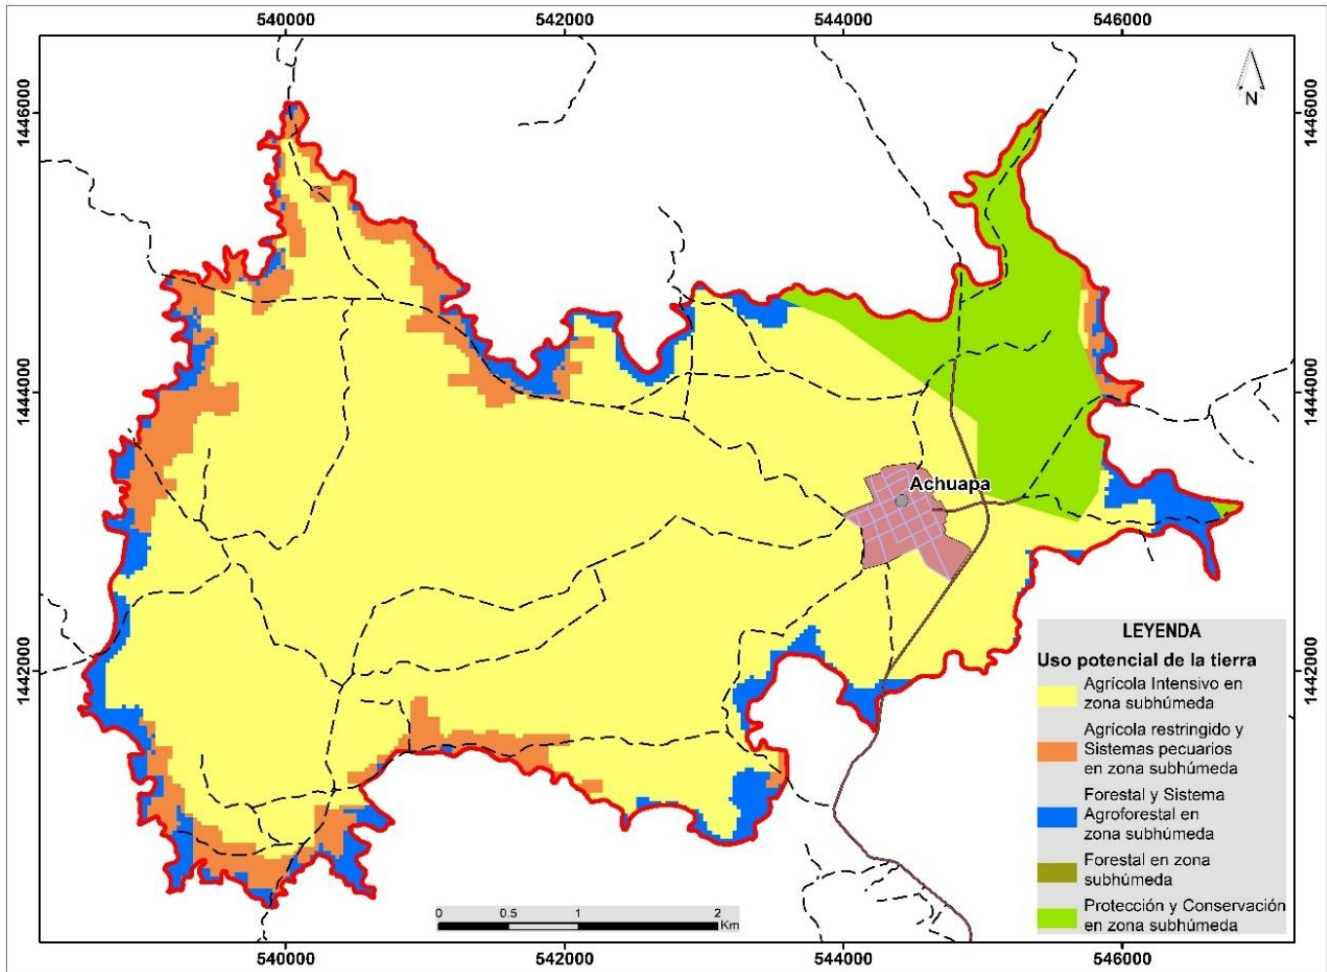 540000 542000 544000 546000
1446000 1446000
N
1444000 1444000
Achuapa
1442000 1442000
LEYENDA
Uso potencial de la tierra
Agrícola Intensivo en
zona subhúmeda
Agrícola restringido y
Sistemas pecuarios
en zona subhúmeda
Forestal y Sistema
Agroforestal en
zona subhúmeda
Forestal en zona
subhúmeda
Protección y Conservación
en zona subhúmeda
0 0.5 1 2
Km
540000 542000 544000 546000